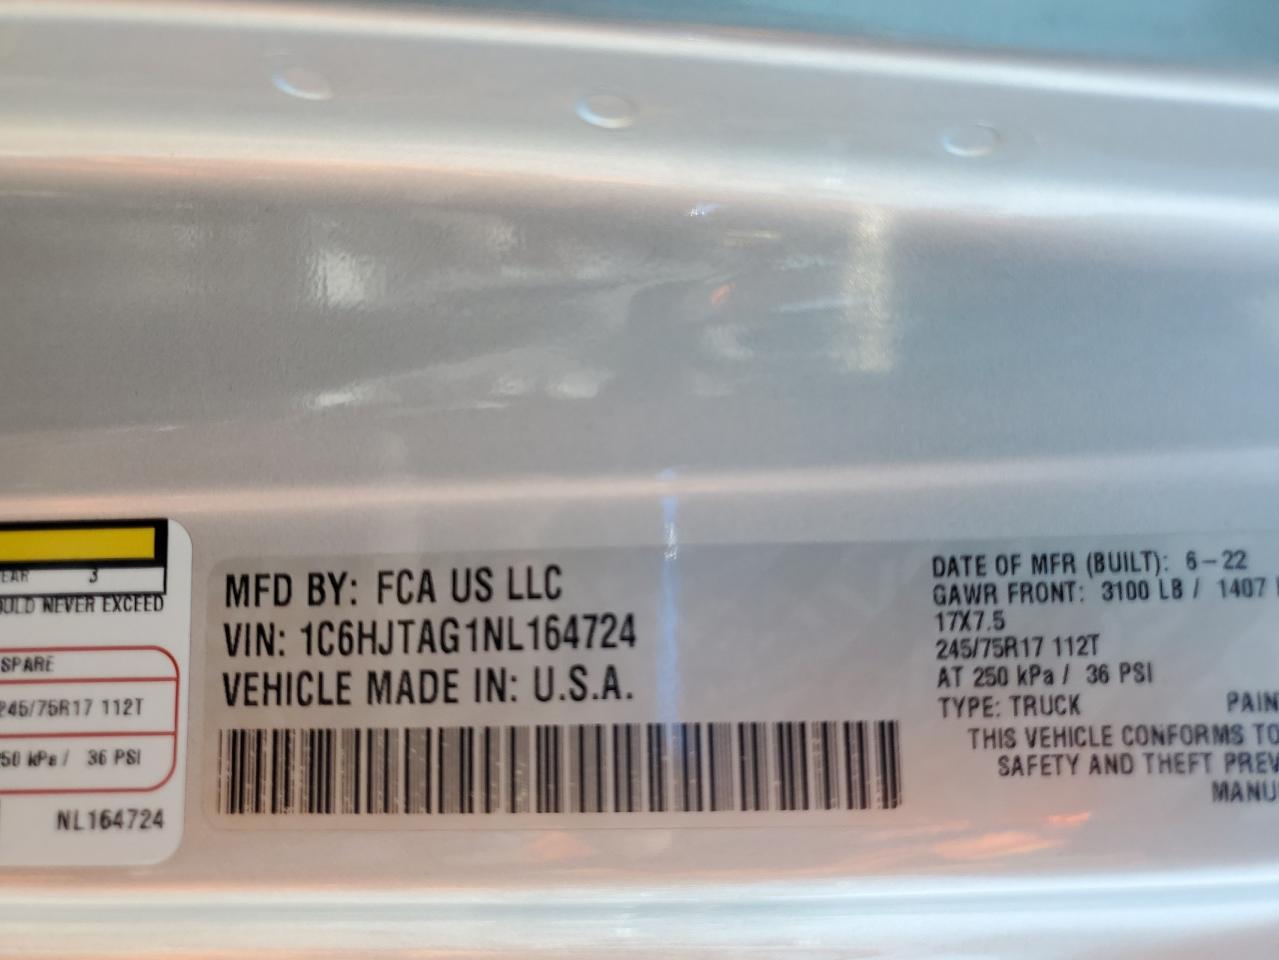 EAR 3
OULD NEVER EXCEED
SPARE
245/75R17 112T
50 kPa / 36 PSI
NL164724
MFD BY: FCA US LLC
VIN: 1C6HJTAG1NL164724
VEHICLE MADE IN: U.S.A.
DATE OF MFR (BUILT): 6-22
GAWR FRONT: 3100 LB / 1407
17X7.5
245/75R17 112T
AT 250 kPa / 36 PSI
TYPE: TRUCK PAIN
THIS VEHICLE CONFORMS TO
SAFETY AND THEFT PREV
MANU